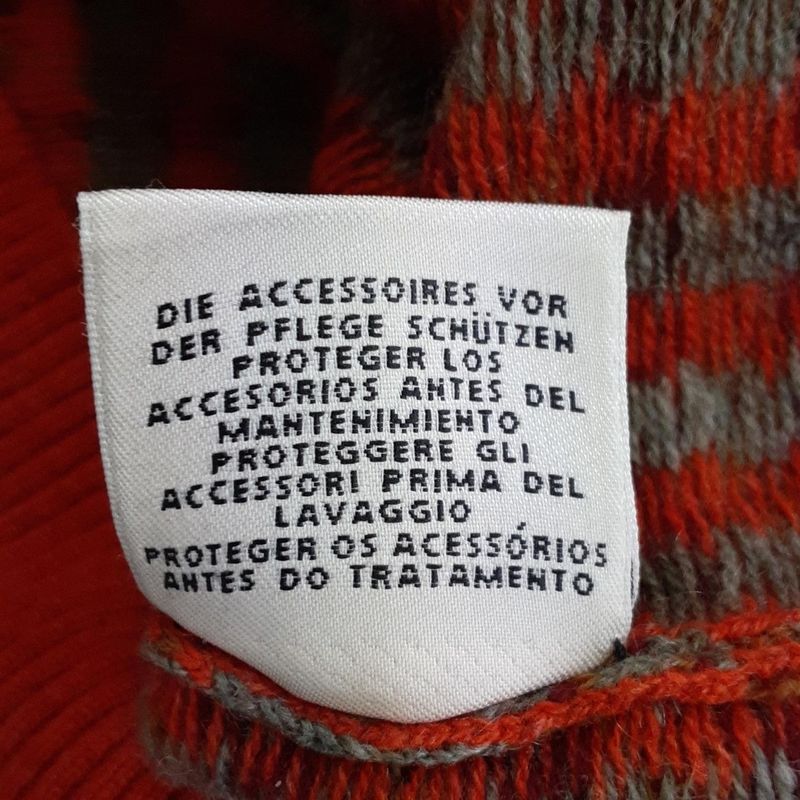 DIE ACCESSOIRES VOR
DER PFLEGE SCHÜTZEN
PROTEGER LOS
ACCESORIOS ANTES DEL
MANTENIMIENTO
PROTEGGERE GLI
ACCESSORI PRIMA DEL
LAVAGGIO
PROTEGER OS ACESSÓRIOS
ANTES DO TRATAMENTO